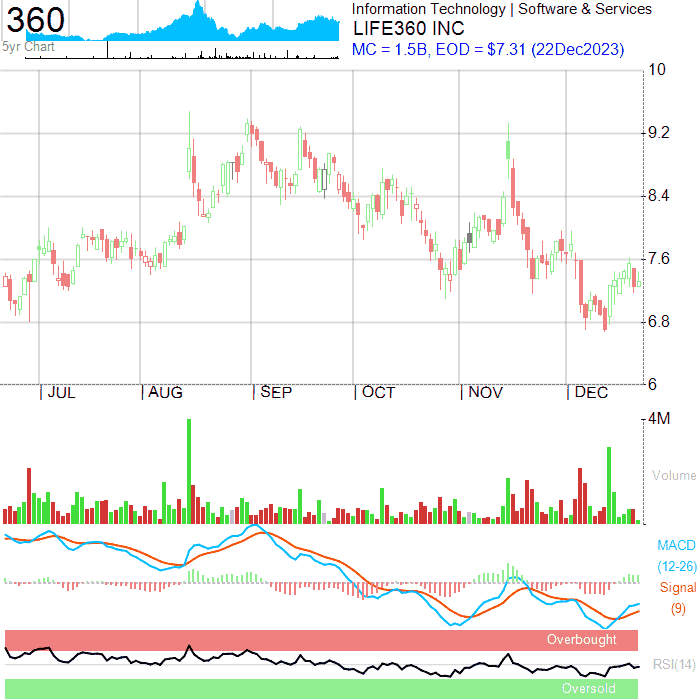 360
5yr Chart
Information Technology | Software & Services
LIFE360 INC
MC = 1.5B, EOD = $7.31 (22Dec2023)
10
9.2
8.4
7.6
6.8
6
JUL AUG SEP OCT NOV DEC
4M
Volume
MACD
(12-26)
Signal
(9)
Overbought
RSI(14)
Oversold